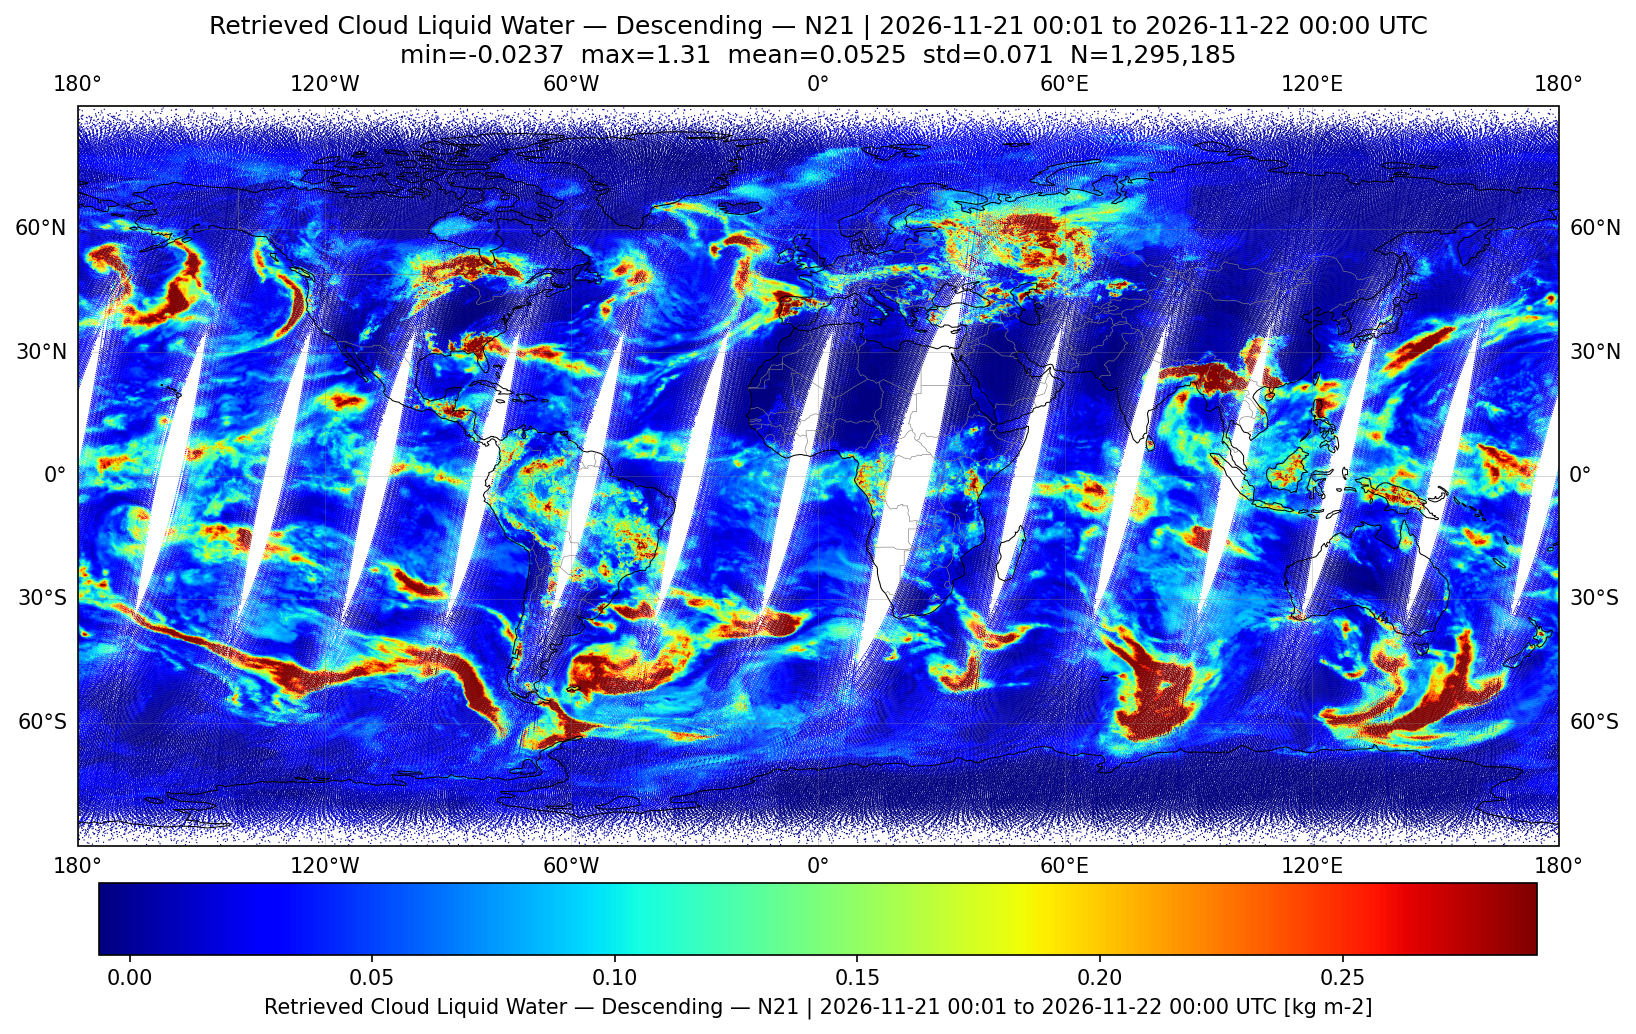 Retrieved Cloud Liquid Water — Descending — N21 | 2026-11-21 00:01 to 2026-11-22 00:00 UTC
min=-0.0237  max=1.31  mean=0.0525  std=0.071  N=1,295,185
180° 120°W 60°W 0° 60°E 120°E 180°
60°N 60°N
30°N 30°N
0° 0°
30°S 30°S
60°S 60°S
180° 120°W 60°W 0° 60°E 120°E 180°
0.00 0.05 0.10 0.15 0.20 0.25
Retrieved Cloud Liquid Water — Descending — N21 | 2026-11-21 00:01 to 2026-11-22 00:00 UTC [kg m-2]